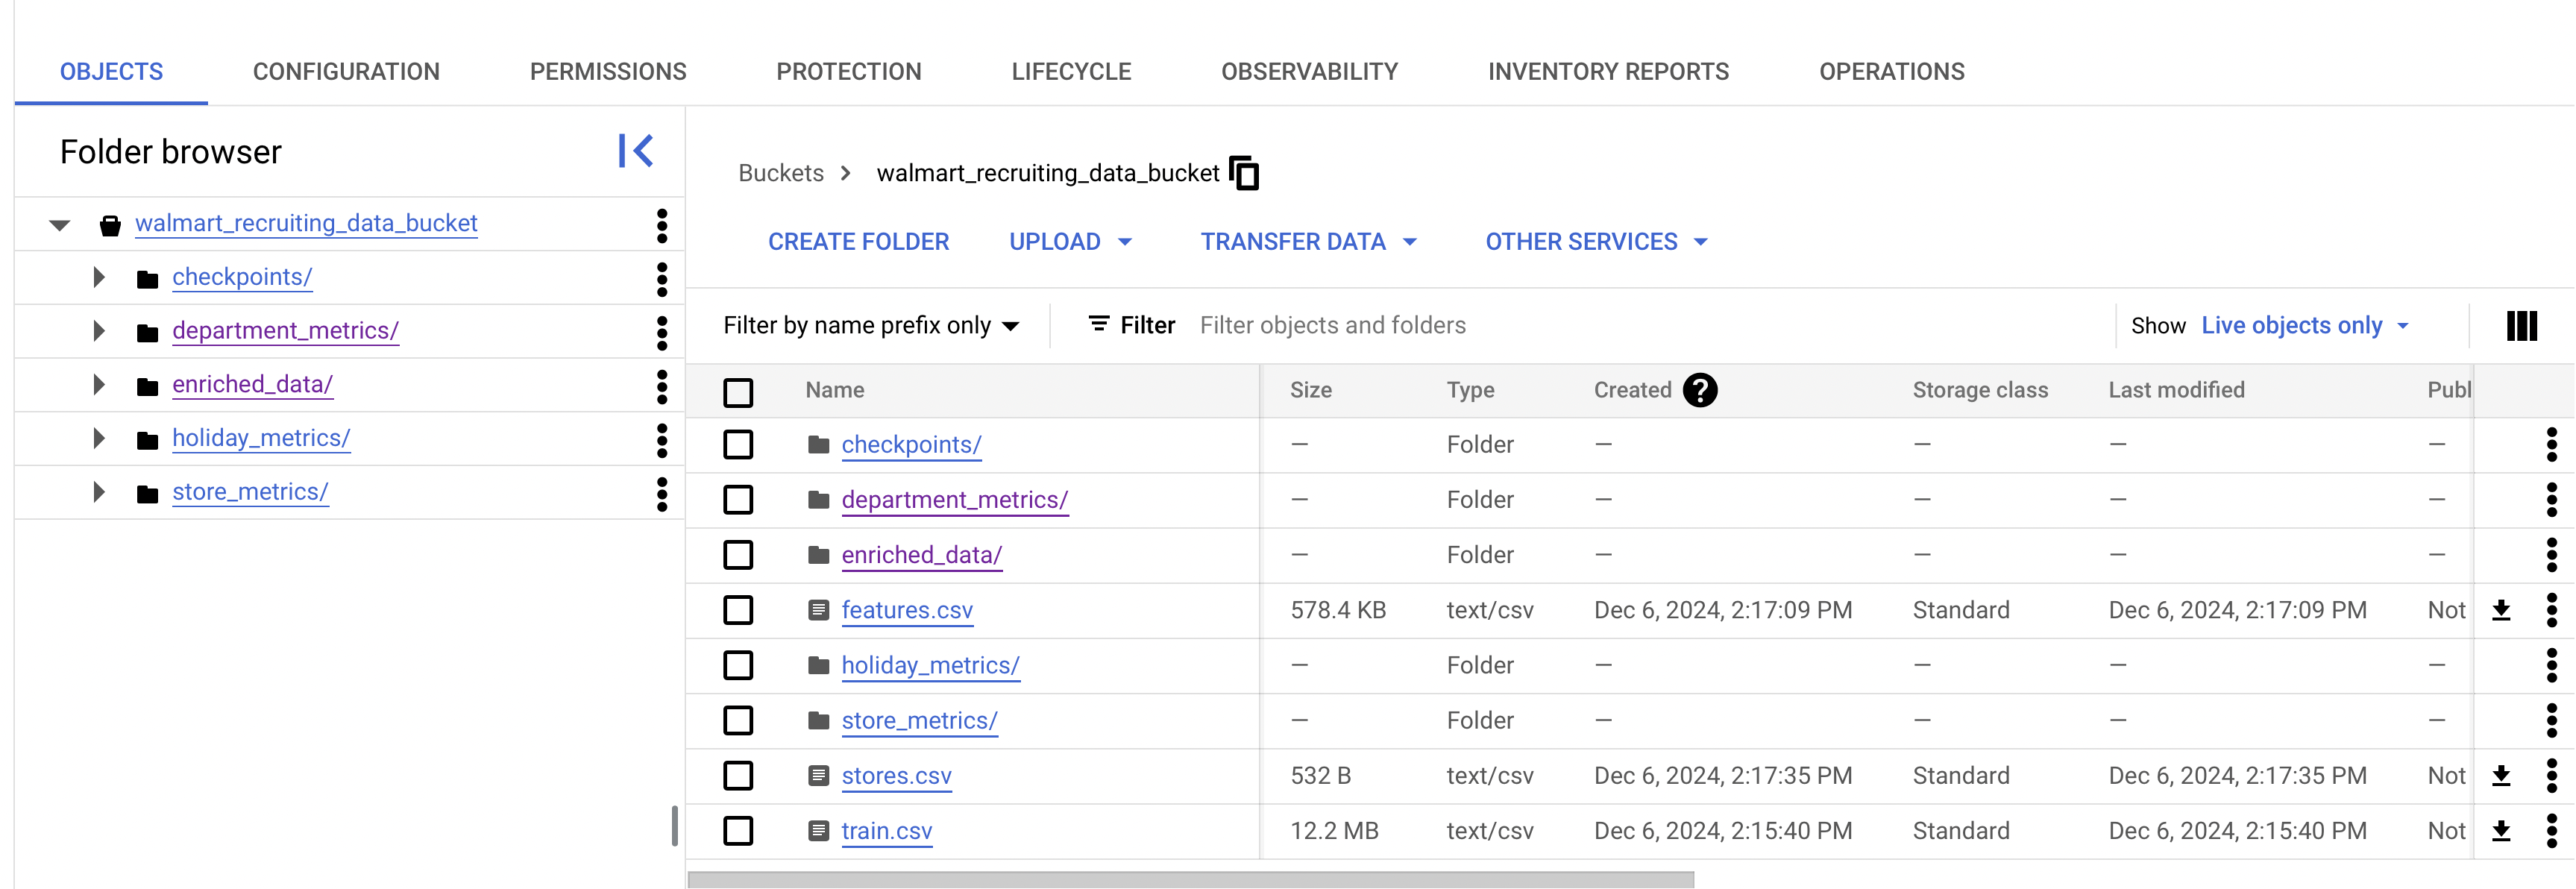 OBJECTS CONFIGURATION PERMISSIONS PROTECTION LIFECYCLE OBSERVABILITY INVENTORY REPORTS OPERATIONS
Folder browser
walmart_recruiting_data_bucket
checkpoints/
department_metrics/
enriched_data/
holiday_metrics/
store_metrics/
Buckets > walmart_recruiting_data_bucket
CREATE FOLDER UPLOAD TRANSFER DATA OTHER SERVICES
Filter by name prefix only Filter Filter objects and folders Show Live objects only
Name Size Type Created ? Storage class Last modified Publ
checkpoints/ — Folder — — — —
department_metrics/ — Folder — — — —
enriched_data/ — Folder — — — —
features.csv 578.4 KB text/csv Dec 6, 2024, 2:17:09 PM Standard Dec 6, 2024, 2:17:09 PM Not
holiday_metrics/ — Folder — — — —
store_metrics/ — Folder — — — —
stores.csv 532 B text/csv Dec 6, 2024, 2:17:35 PM Standard Dec 6, 2024, 2:17:35 PM Not
train.csv 12.2 MB text/csv Dec 6, 2024, 2:15:40 PM Standard Dec 6, 2024, 2:15:40 PM Not